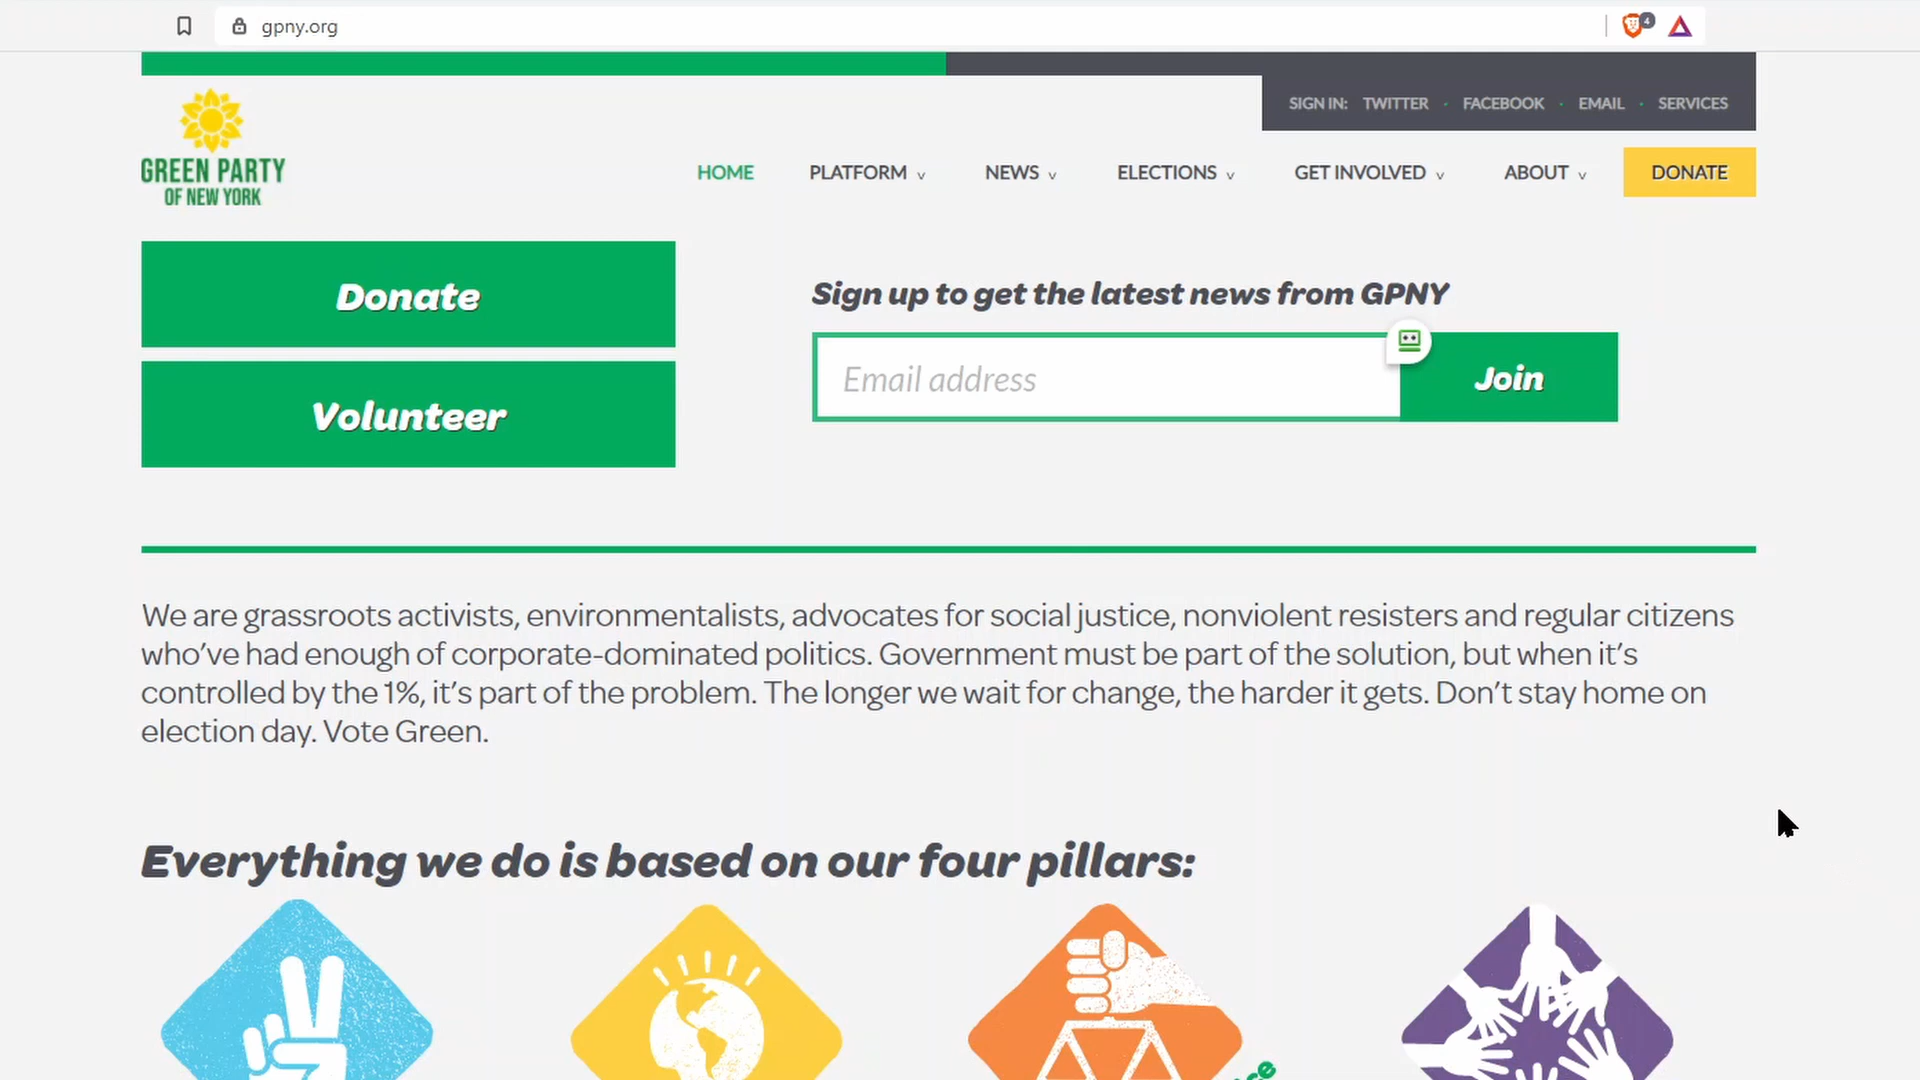 gpny.org
4
SIGN IN: TWITTER · FACEBOOK · EMAIL · SERVICES
GREEN PARTY
OF NEW YORK
HOME PLATFORM v NEWS v ELECTIONS v GET INVOLVED v ABOUT v DONATE
Donate
Volunteer
Sign up to get the latest news from GPNY
Email address
Join
We are grassroots activists, environmentalists, advocates for social justice, nonviolent resisters and regular citizens
who’ve had enough of corporate-dominated politics. Government must be part of the solution, but when it’s
controlled by the 1%, it’s part of the problem. The longer we wait for change, the harder it gets. Don’t stay home on
election day. Vote Green.
Everything we do is based on our four pillars: